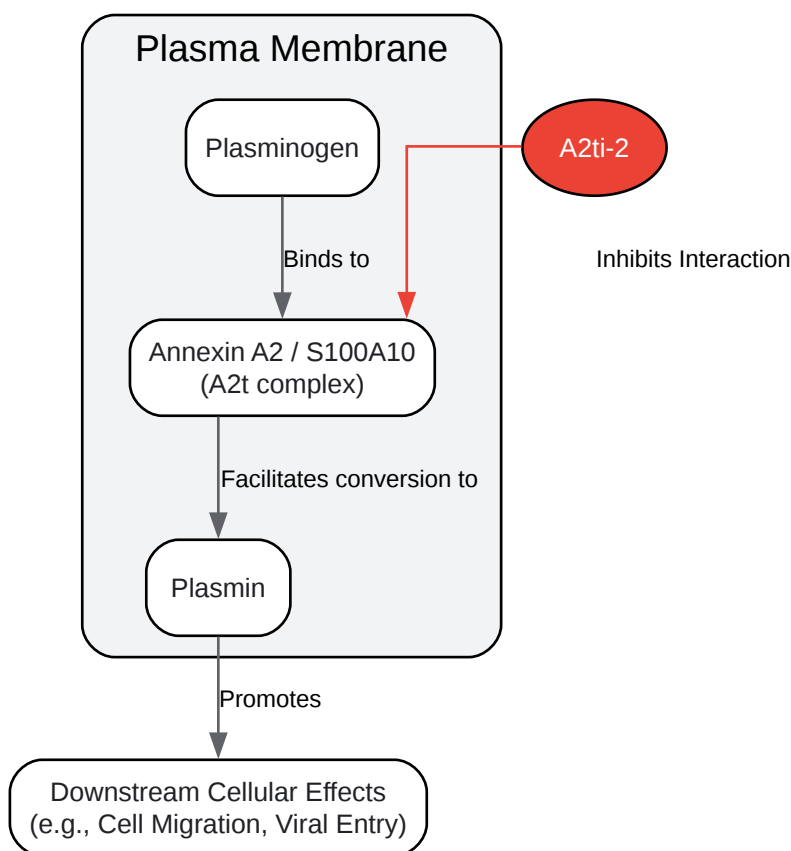 Plasma Membrane
Plasminogen
A2ti-2
Binds to
Inhibits Interaction
Annexin A2 / S100A10
(A2t complex)
Facilitates conversion to
Plasmin
Promotes
Downstream Cellular Effects
(e.g., Cell Migration, Viral Entry)